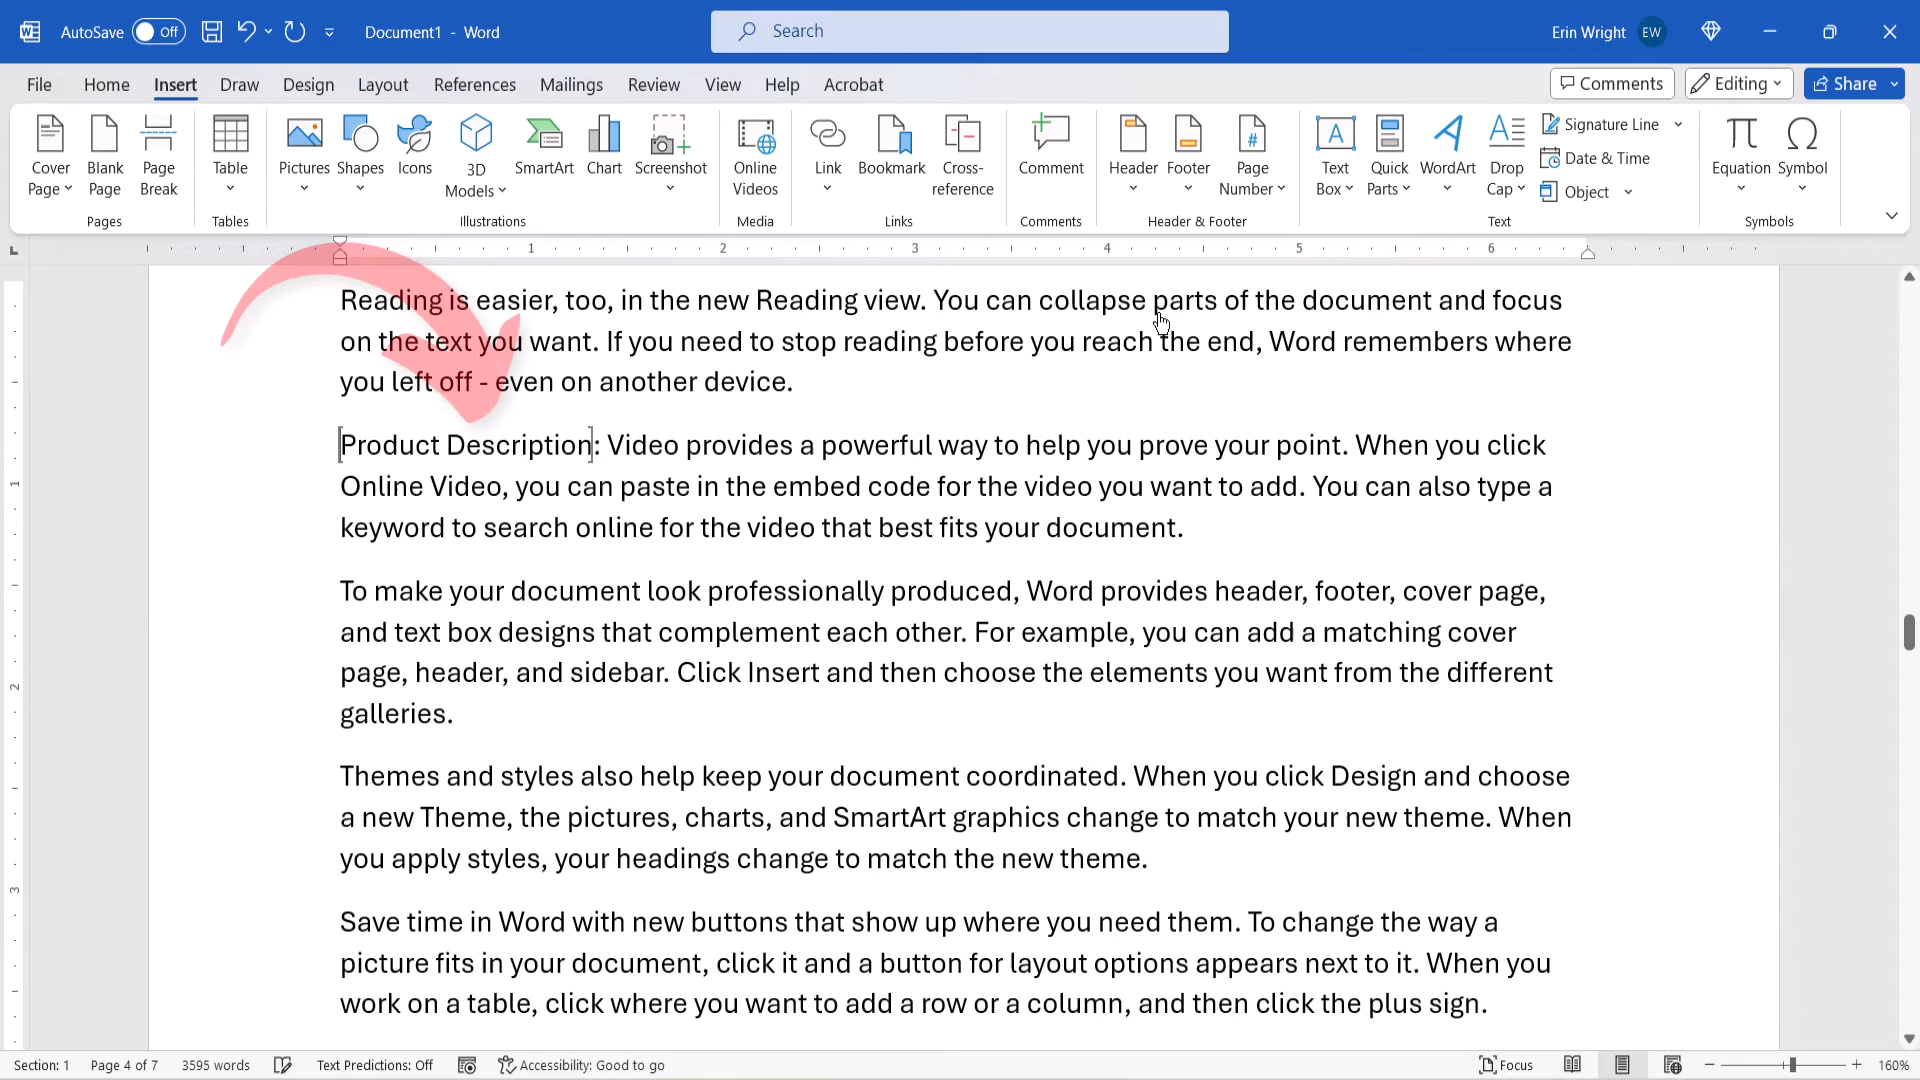 AutoSave Off Document1 - Word Search Erin Wright EW
File Home Insert Draw Design Layout References Mailings Review View Help Acrobat Comments Editing Share
Cover Page Blank Page Page Break Table Pictures Shapes Icons 3D Models SmartArt Chart Screenshot Online Videos Link Bookmark Cross-reference Comment Header Footer Page Number Text Box Quick Parts WordArt Drop Cap Signature Line Date & Time Object Equation Symbol
Pages Tables Illustrations Media Links Comments Header & Footer Text Symbols
1 2 3 4 5 6
Reading is easier, too, in the new Reading view. You can collapse parts of the document and focus
on the text you want. If you need to stop reading before you reach the end, Word remembers where
you left off - even on another device.
[Product Description]: Video provides a powerful way to help you prove your point. When you click
Online Video, you can paste in the embed code for the video you want to add. You can also type a
keyword to search online for the video that best fits your document.
To make your document look professionally produced, Word provides header, footer, cover page,
and text box designs that complement each other. For example, you can add a matching cover
page, header, and sidebar. Click Insert and then choose the elements you want from the different
galleries.
Themes and styles also help keep your document coordinated. When you click Design and choose
a new Theme, the pictures, charts, and SmartArt graphics change to match your new theme. When
you apply styles, your headings change to match the new theme.
Save time in Word with new buttons that show up where you need them. To change the way a
picture fits in your document, click it and a button for layout options appears next to it. When you
work on a table, click where you want to add a row or a column, and then click the plus sign.
1
2
3
Section: 1 Page 4 of 7 3595 words Text Predictions: Off Accessibility: Good to go Focus 160%